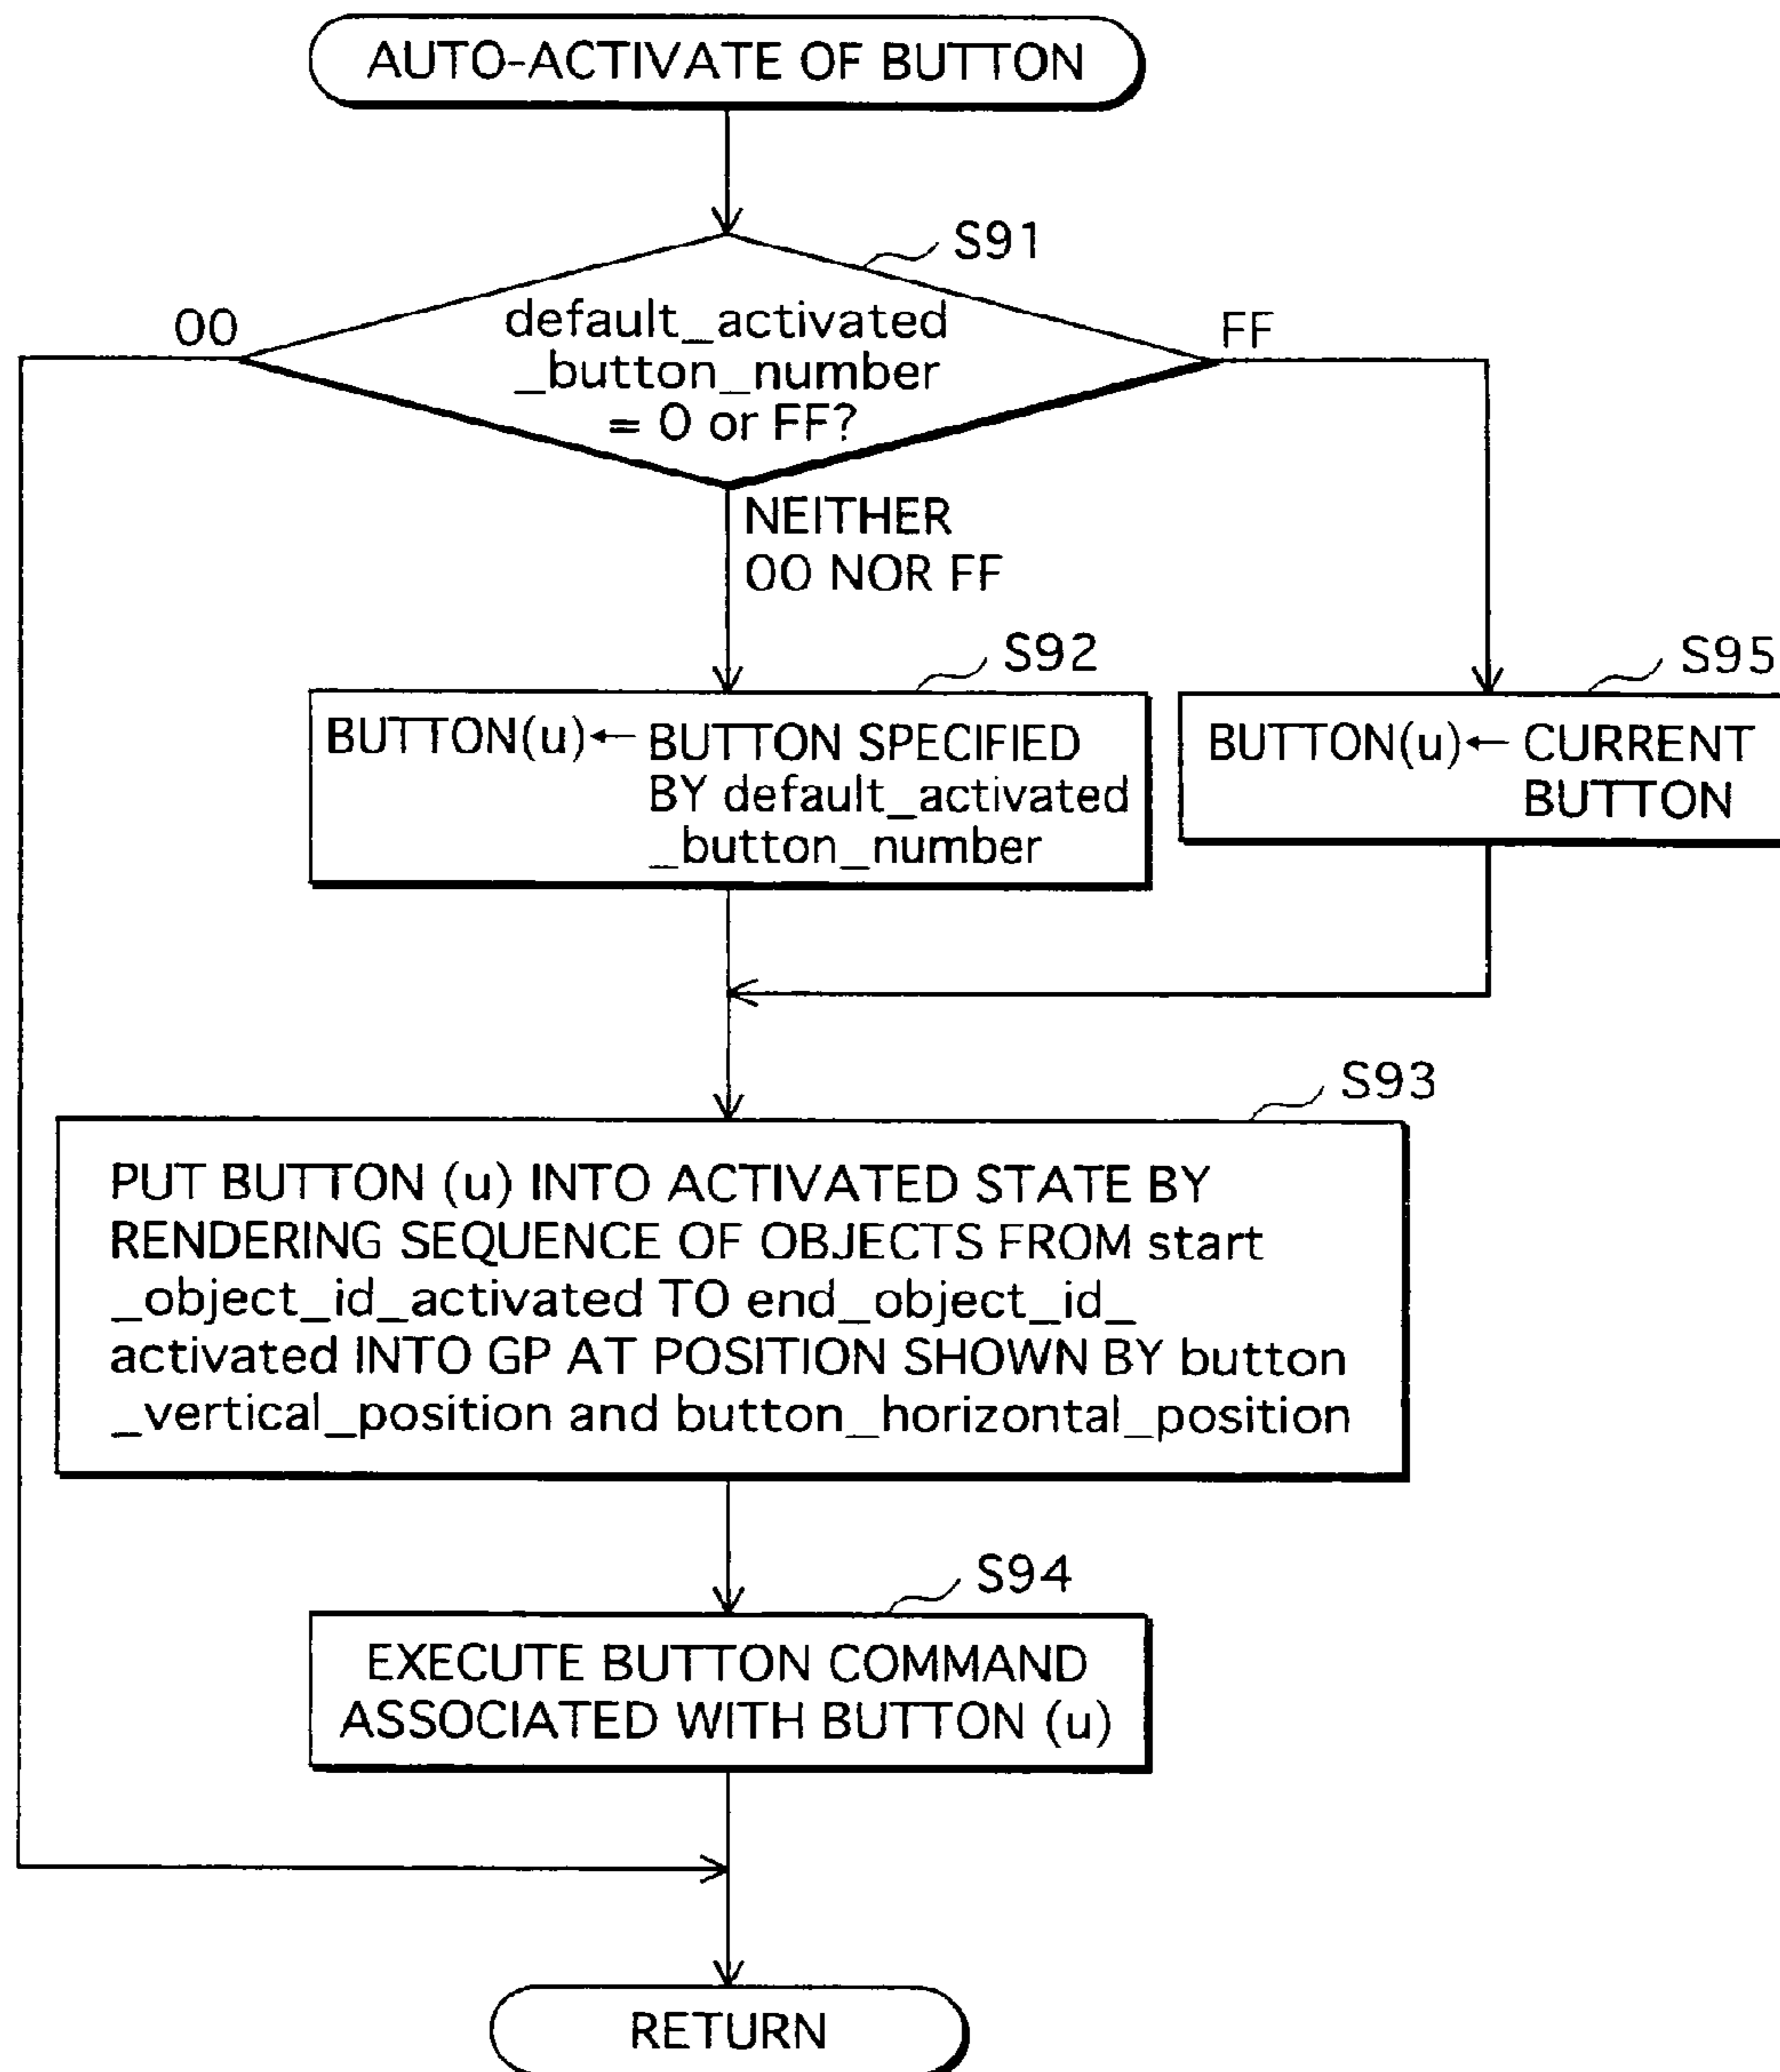 AUTO-ACTIVATE OF BUTTON
S91
00
FF
default_activated
_button_number
= 0 or FF?
NEITHER
00 NOR FF
S92
BUTTON(u)← BUTTON SPECIFIED
BY default_activated
_button_number
S95
BUTTON(u)← CURRENT
BUTTON
S93
PUT BUTTON (u) INTO ACTIVATED STATE BY
RENDERING SEQUENCE OF OBJECTS FROM start
_object_id_activated TO end_object_id_
activated INTO GP AT POSITION SHOWN BY button
_vertical_position and button_horizontal_position
S94
EXECUTE BUTTON COMMAND
ASSOCIATED WITH BUTTON (u)
RETURN